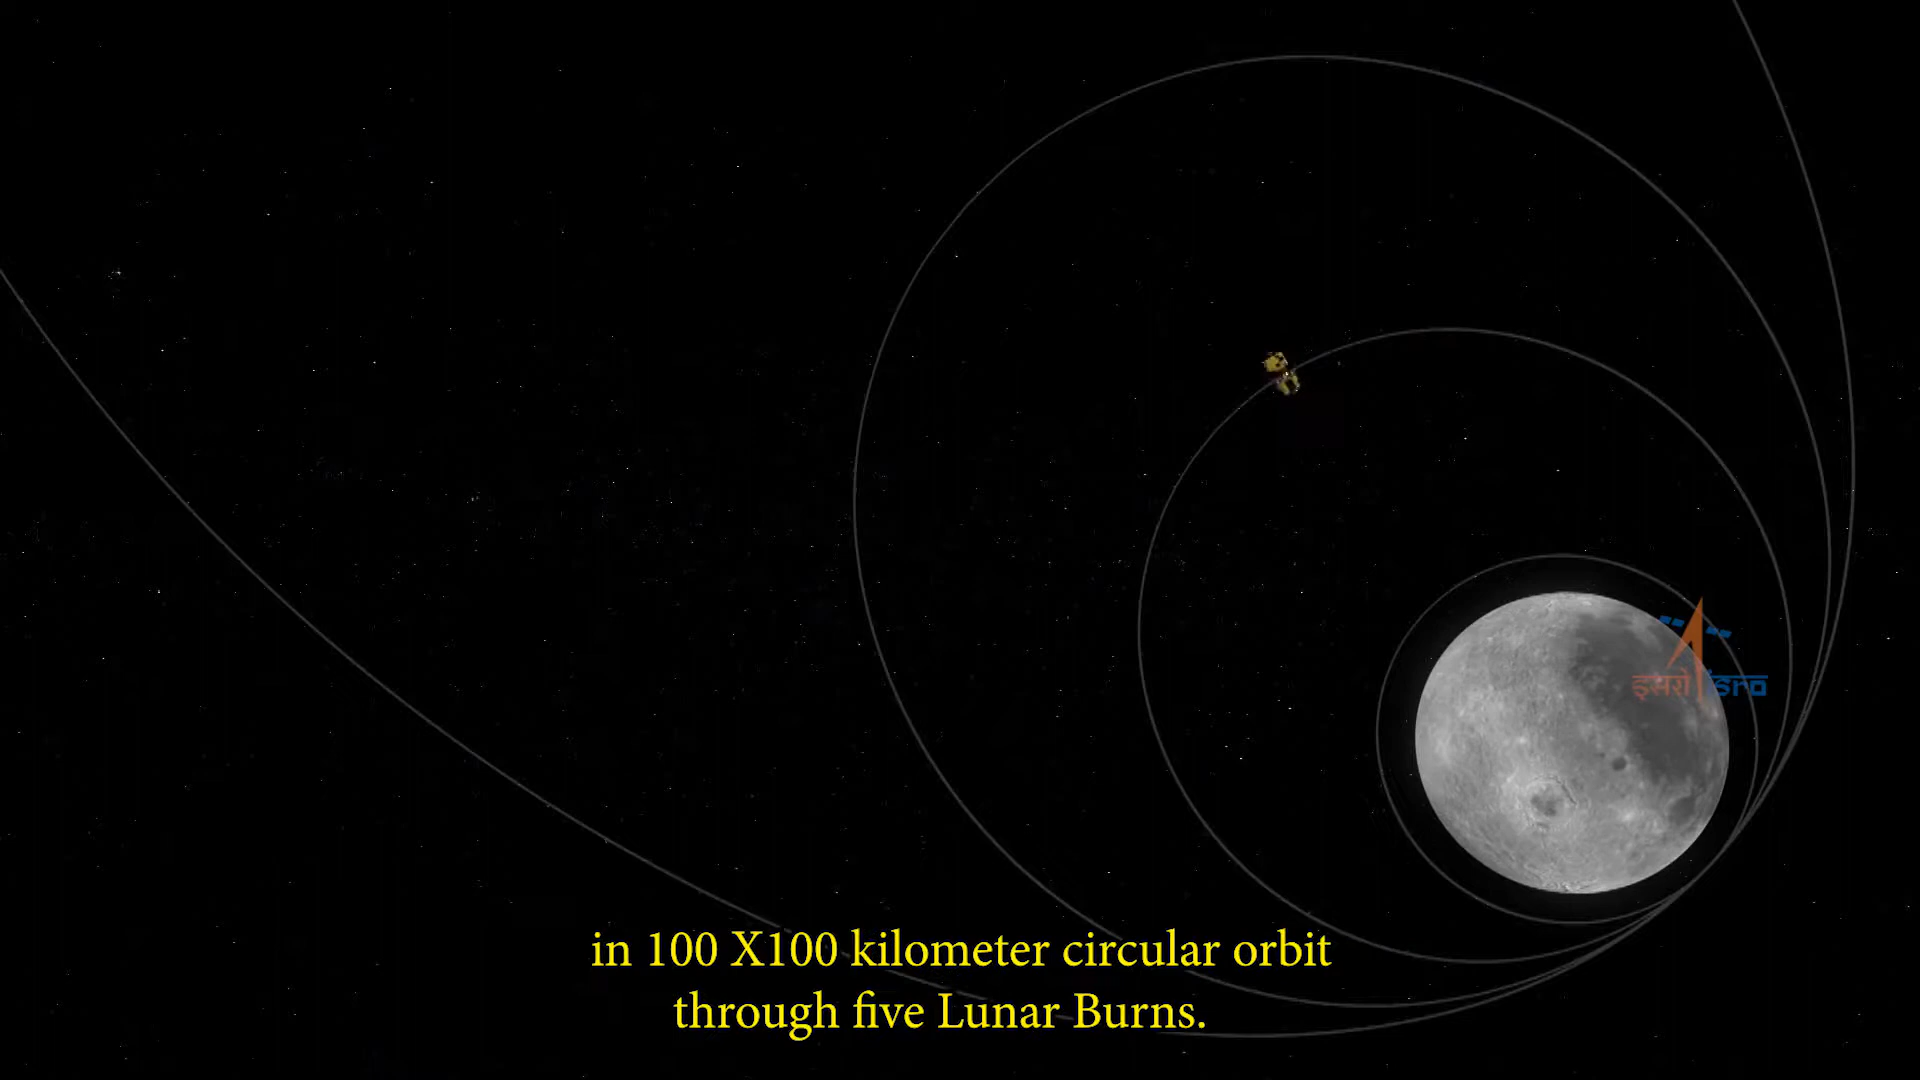 इसरो isro
in 100 X100 kilometer circular orbit
through five Lunar Burns.